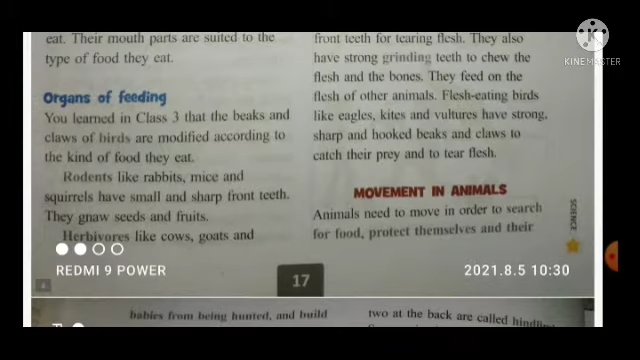 eat. Their mouth parts are suited to the
type of food they eat.
Organs of feeding
You learned in Class 3 that the beaks and
claws of birds are modified according to
the kind of food they eat.
Rodents like rabbits, mice and
squirrels have small and sharp front teeth.
They gnaw seeds and fruits.
Herbivores like cows, goats and
front teeth for tearing flesh. They also
have strong grinding teeth to chew the
flesh and the bones. They feed on the
flesh of other animals. Flesh-eating birds
like eagles, kites and vultures have strong,
sharp and hooked beaks and claws to
catch their prey and to tear flesh.
MOVEMENT IN ANIMALS
Animals need to move in order to search
for food, protect themselves and their
SCIENCE
17
REDMI 9 POWER
2021.8.5 10:30
babies from being hunted, and build
two at the back are called
K
KINEMASTER